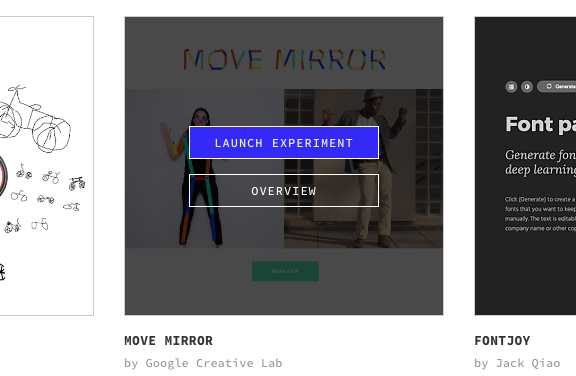 MOVE MIRROR
LAUNCH EXPERIMENT
OVERVIEW
MOVE MIRROR
by Google Creative Lab
Generate
Font pa
Generate fon
deep learning
Click (Generate) to create a
fonts that you want to keep
manually. The text is editabl
company name or other cop
FONTJOY
by Jack Qiao